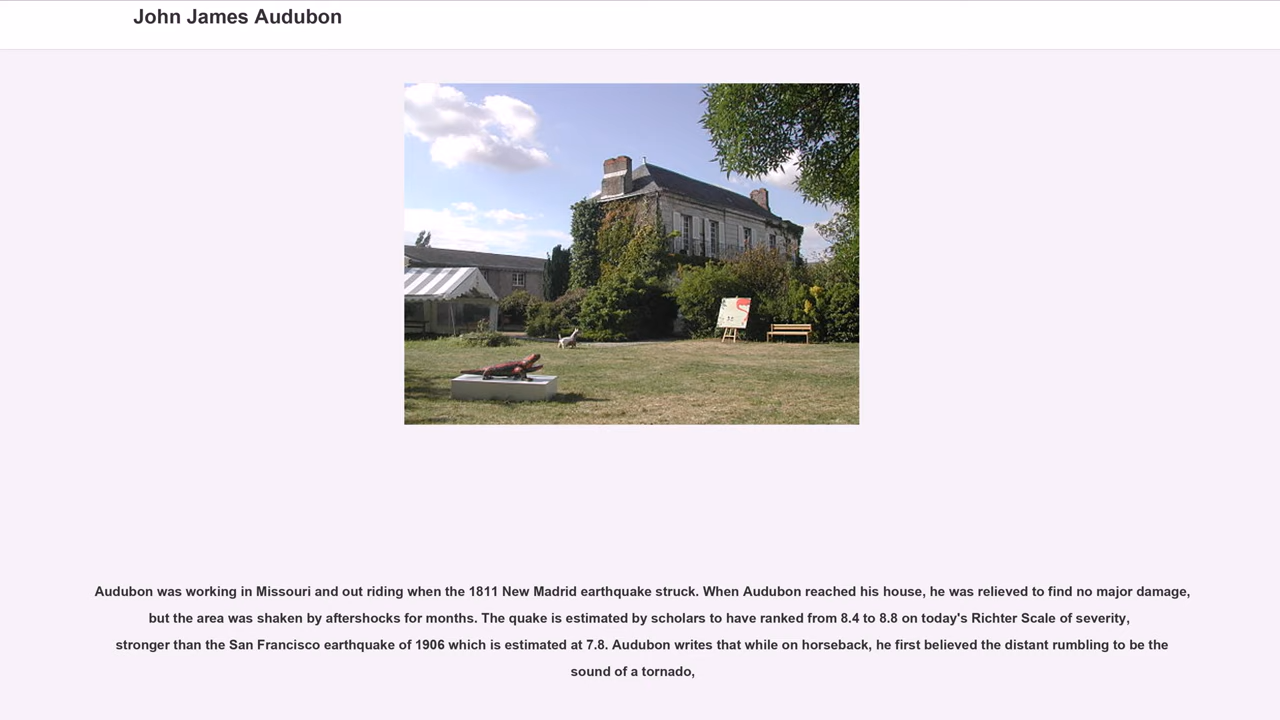 John James Audubon
Audubon was working in Missouri and out riding when the 1811 New Madrid earthquake struck. When Audubon reached his house, he was relieved to find no major damage,
but the area was shaken by aftershocks for months. The quake is estimated by scholars to have ranked from 8.4 to 8.8 on today's Richter Scale of severity,
stronger than the San Francisco earthquake of 1906 which is estimated at 7.8. Audubon writes that while on horseback, he first believed the distant rumbling to be the
sound of a tornado,